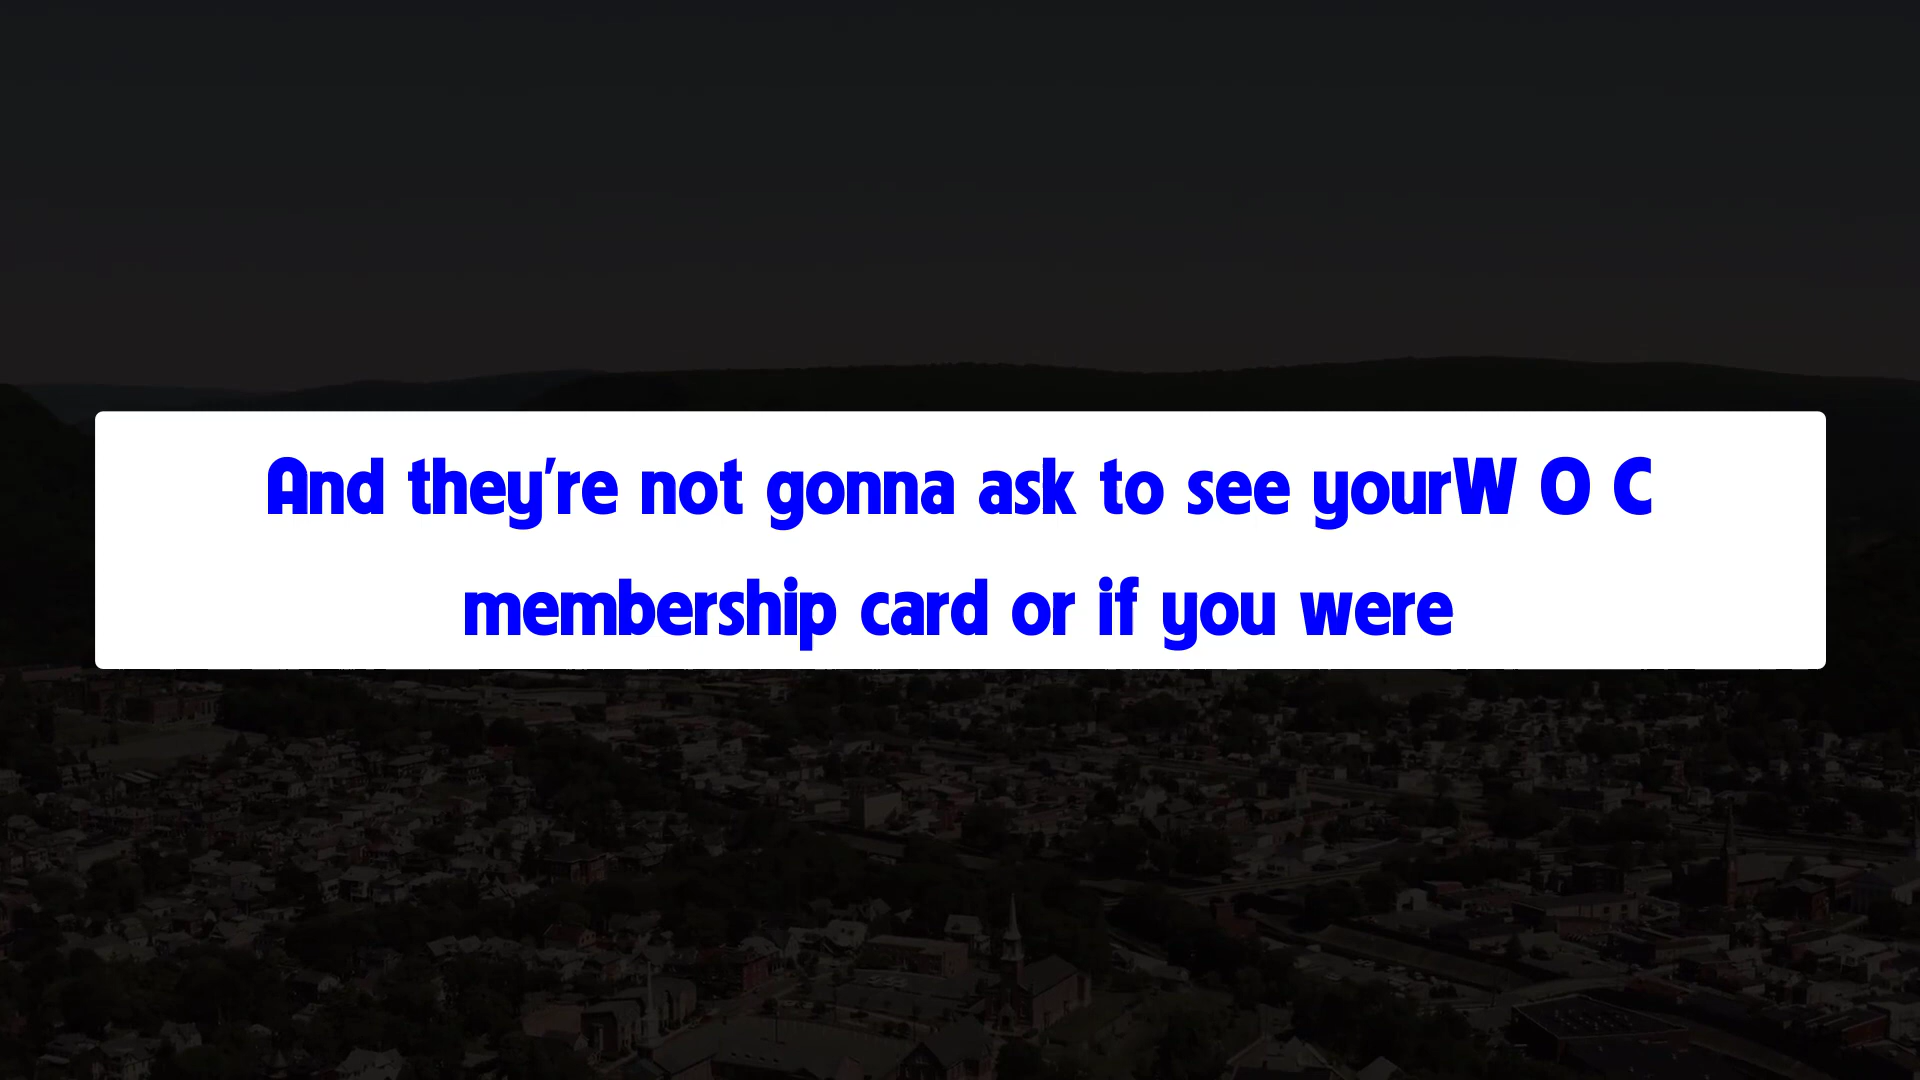 And they're not gonna ask to see yourW O C
membership card or if you were